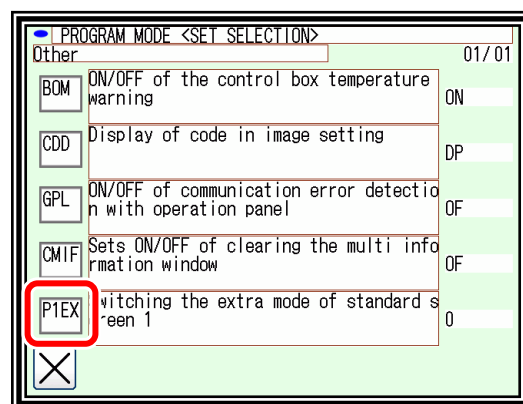 PROGRAM MODE <SET SELECTION>
Other 01/01
BOM ON/OFF of the control box temperature
warning ON
CDD Display of code in image setting
DP
GPL ON/OFF of communication error detectio
n with operation panel OF
CMIF Sets ON/OFF of clearing the multi info
rmation window OF
P1EX witching the extra mode of standard s
reen 1 0